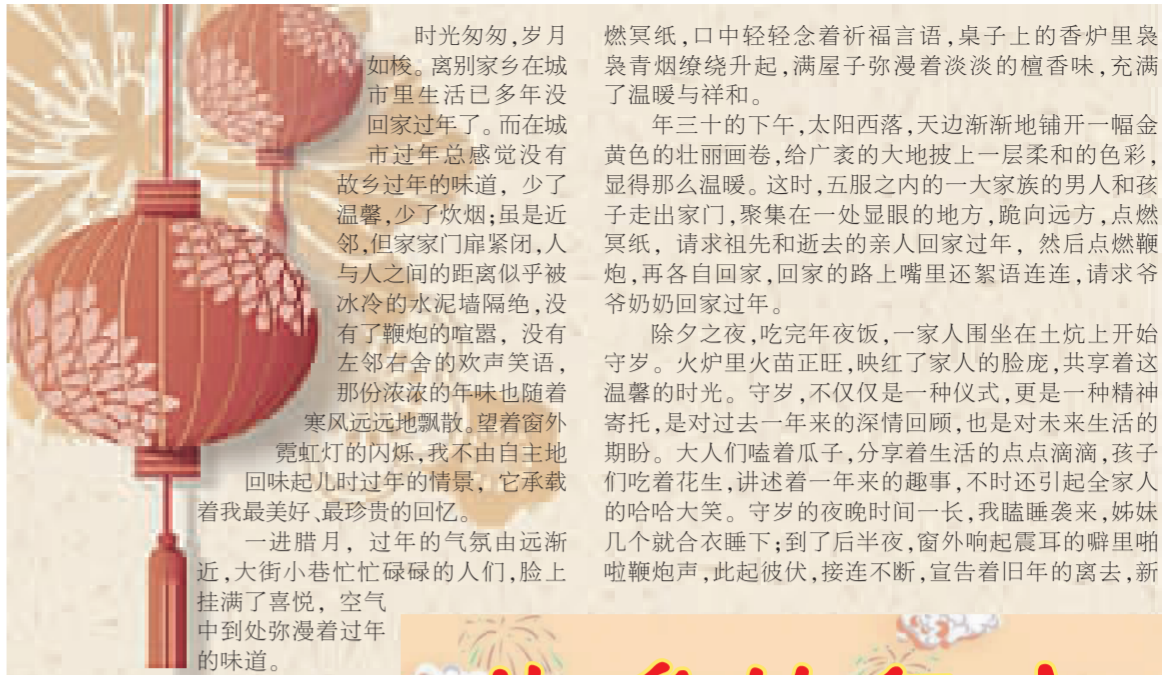 时光匆匆,岁月
如梭。离别家乡在城
市里生活已多年没
回家过年了。而在城
市过年总感觉没有
故乡过年的味道，少了
温馨,少了炊烟;虽是近
邻,但家家门扉紧闭,人
与人之间的距离似乎被
冰冷的水泥墙隔绝,没
有了鞭炮的喧嚣，没有
左邻右舍的欢声笑语，
那份浓浓的年味也随着
寒风远远地飘散。望着窗外
霓虹灯的闪烁,我不由自主地
回味起儿时过年的情景，它承载
着我最美好、最珍贵的回忆。
一进腊月，过年的气氛由远渐
近,大街小巷忙忙碌碌的人们,脸上
挂满了喜悦，空气
中到处弥漫着过年
的味道。
燃冥纸,口中轻轻念着祈福言语,桌子上的香炉里袅
袅青烟缭绕升起,满屋子弥漫着淡淡的檀香味,充满
了温暖与祥和。
年三十的下午,太阳西落,天边渐渐地铺开一幅金
黄色的壮丽画卷,给广袤的大地披上一层柔和的色彩,
显得那么温暖。这时,五服之内的一大家族的男人和孩
子走出家门,聚集在一处显眼的地方,跪向远方,点燃
冥纸，请求祖先和逝去的亲人回家过年，然后点燃鞭
炮,再各自回家,回家的路上嘴里还絮语连连,请求爷
爷奶奶回家过年。
除夕之夜,吃完年夜饭,一家人围坐在土炕上开始
守岁。火炉里火苗正旺,映红了家人的脸庞,共享着这
温馨的时光。守岁,不仅仅是一种仪式,更是一种精神
寄托,是对过去一年来的深情回顾,也是对未来生活的
期盼。大人们嗑着瓜子,分享着生活的点点滴滴,孩子
们吃着花生,讲述着一年来的趣事,不时还引起全家人
的哈哈大笑。守岁的夜晚时间一长,我瞌睡袭来,姊妹
几个就合衣睡下;到了后半夜,窗外响起震耳的噼里啪
啦鞭炮声,此起彼伏,接连不断,宣告着旧年的离去,新